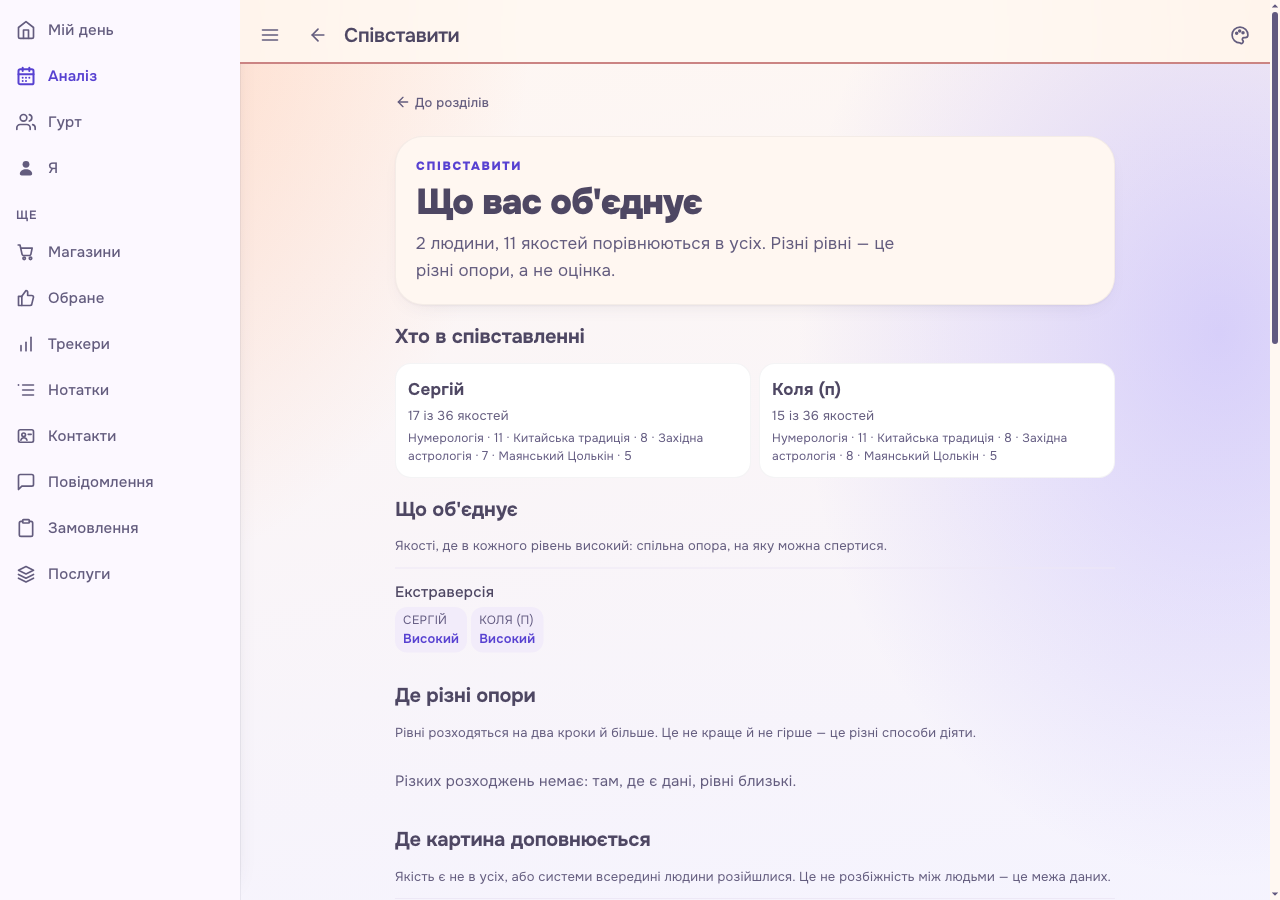 Мій день
Аналіз
Гурт
Я
ЩЕ
Магазини
Обране
Трекери
Нотатки
Контакти
Повідомлення
Замовлення
Послуги
Співставити
До розділів
СПІВСТАВИТИ
Що вас об'єднує
2 людини, 11 якостей порівнюються в усіх. Різні рівні — це
різні опори, а не оцінка.
Хто в співставленні
Сергій
17 із 36 якостей
Нумерологія · 11 · Китайська традиція · 8 · Західна
астрологія · 7 · Маянський Цолькін · 5
Коля (п)
15 із 36 якостей
Нумерологія · 11 · Китайська традиція · 8 · Західна
астрологія · 8 · Маянський Цолькін · 5
Що об'єднує
Якості, де в кожного рівень високий: спільна опора, на яку можна спертися.
Екстраверсія
СЕРГІЙ
Високий
КОЛЯ (П)
Високий
Де різні опори
Рівні розходяться на два кроки й більше. Це не краще й не гірше — це різні способи діяти.
Різких розходжень немає: там, де є дані, рівні близькі.
Де картина доповнюється
Якість є не в усіх, або системи всередині людини розійшлися. Це не розбіжність між людьми — це межа даних.